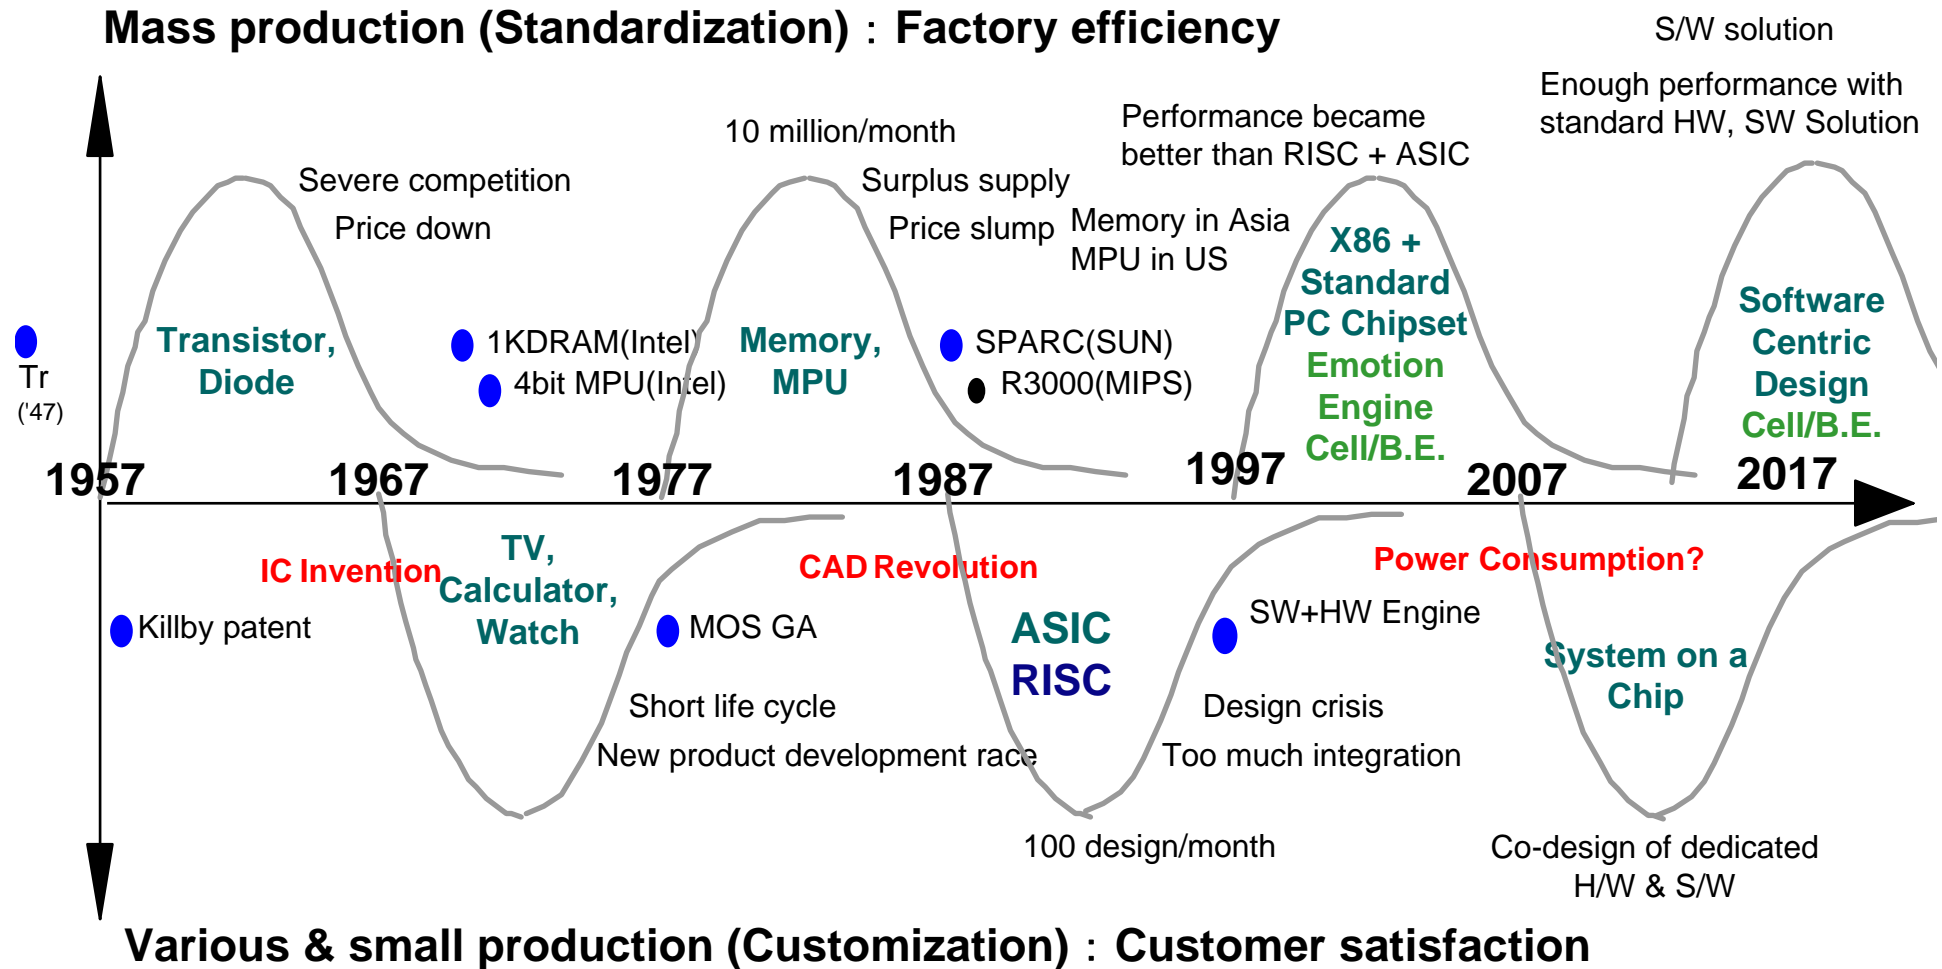 Mass production (Standardization) : Factory efficiency
S/W solution
Enough performance with
standard HW, SW Solution
10 million/month
Performance became
better than RISC + ASIC
Severe competition
Price down
Surplus supply
Price slump
Memory in Asia
MPU in US
X86 +
Standard
PC Chipset
Emotion
Engine
Cell/B.E.
Software
Centric
Design
Cell/B.E.
Tr
('47)
Transistor,
Diode
1KDRAM(Intel)
4bit MPU(Intel)
Memory,
MPU
SPARC(SUN)
R3000(MIPS)
1957
1967
1977
1987
1997
2007
2017
IC Invention
TV,
Calculator,
Watch
CAD Revolution
Power Consumption?
Killby patent
MOS GA
ASIC
RISC
SW+HW Engine
System on a
Chip
Short life cycle
New product development race
Design crisis
Too much integration
100 design/month
Co-design of dedicated
H/W & S/W
Various & small production (Customization) : Customer satisfaction